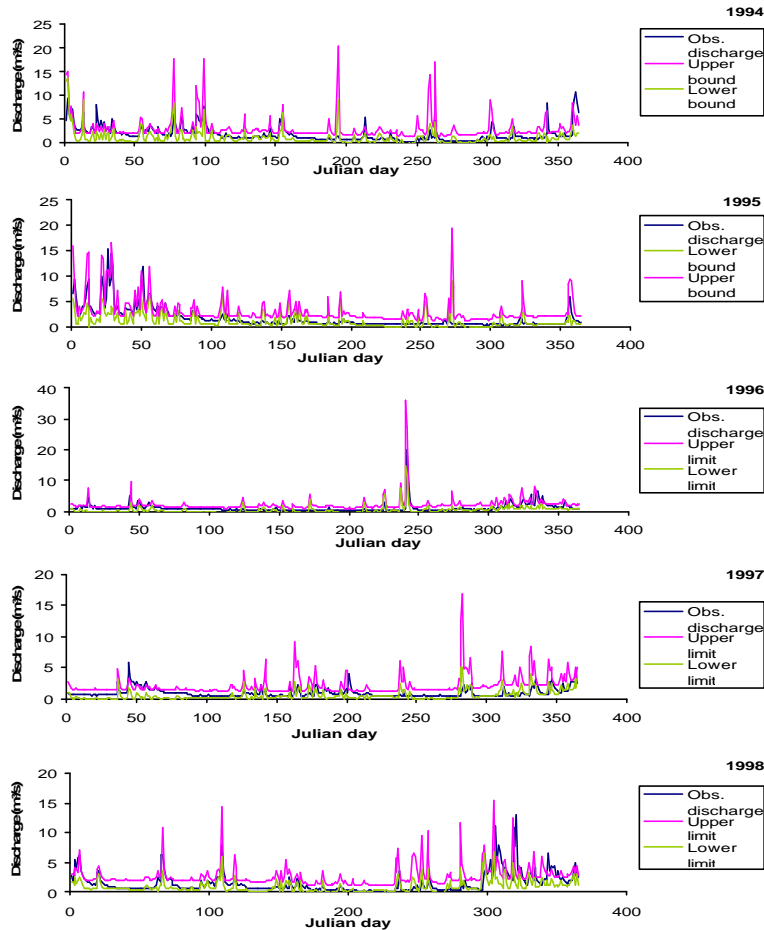 1994
Discharge(m³/s)
25
20
15
10
5
0
0 50 100 150 200 250 300 350 400
Julian day
Obs.
discharge
Upper
bound
Lower
bound
1995
Discharge(m³/s)
25
20
15
10
5
0
0 50 100 150 200 250 300 350 400
Julian day
Obs.
discharge
Lower
bound
Upper
bound
1996
Discharge(m³/s)
40
30
20
10
0
0 50 100 150 200 250 300 350 400
Julian day
Obs.
discharge
Upper
limit
Lower
limit
1997
Discharge(m³/s)
20
15
10
5
0
0 50 100 150 200 250 300 350 400
Julian day
Obs.
discharge
Upper
limit
Lower
limit
1998
Discharge(m³/s)
20
15
10
5
0
0 100 200 300 400
Julian day
Obs.
discharge
Upper
limit
Lower
limit